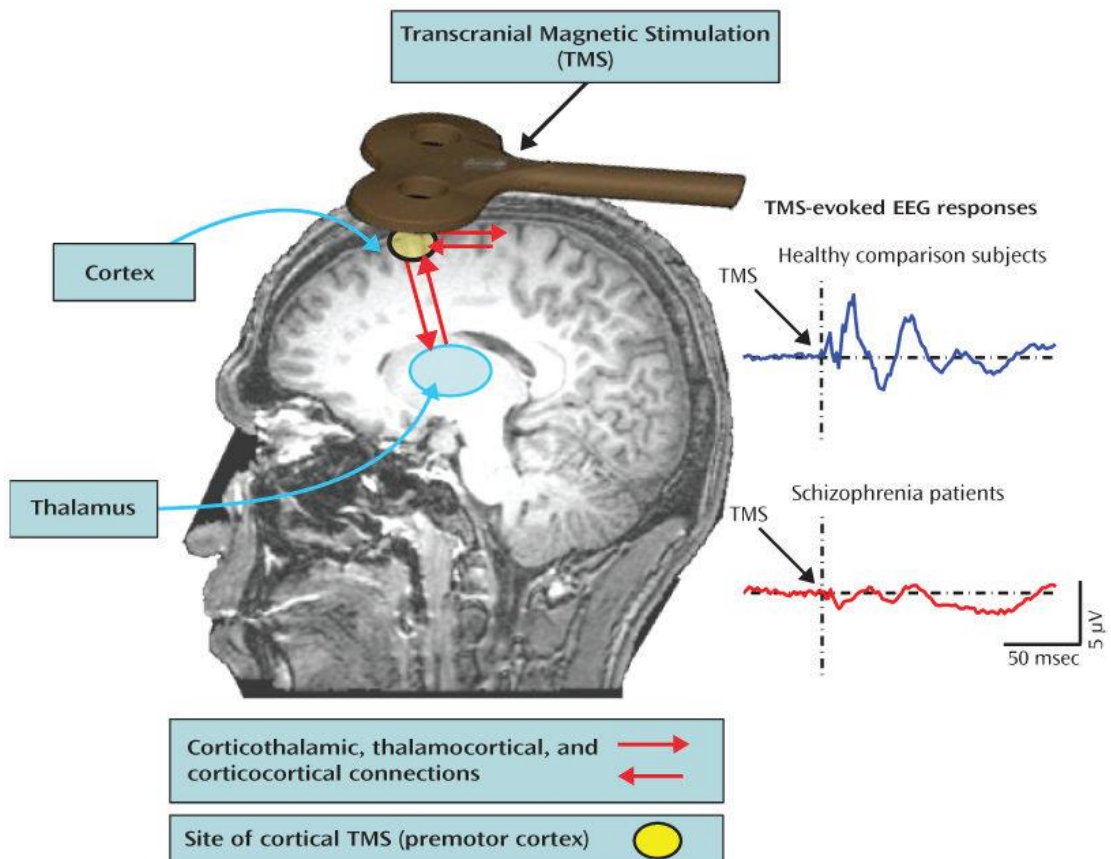 Transcranial Magnetic Stimulation
(TMS)
Cortex
Thalamus
TMS-evoked EEG responses
Healthy comparison subjects
TMS
Schizophrenia patients
TMS
5 µV
50 msec
Corticothalamic, thalamocortical, and
corticocortical connections
Site of cortical TMS (premotor cortex)